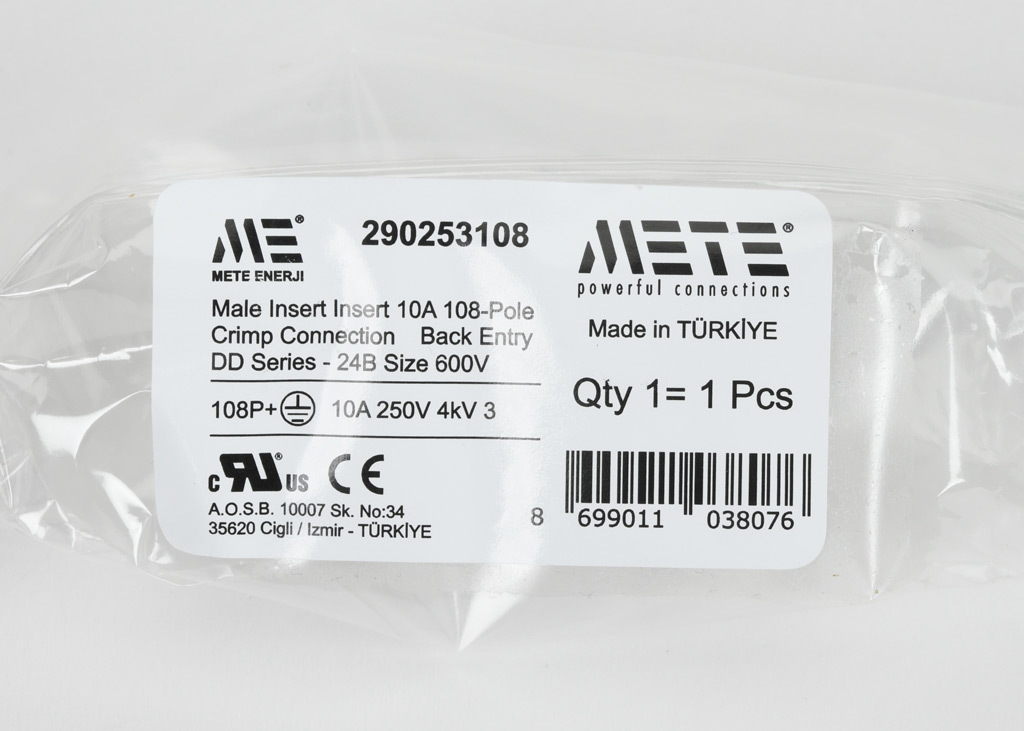 ME®
METE ENERJI
290253108
Male Insert Insert 10A 108-Pole
Crimp Connection Back Entry
DD Series - 24B Size 600V
108P+ 10A 250V 4kV 3
c RU® US CE
A.O.S.B. 10007 Sk. No:34
35620 Cigli / Izmir - TÜRKİYE
METE®
powerful connections
Made in TÜRKİYE
Qty 1= 1 Pcs
8 699011 038076